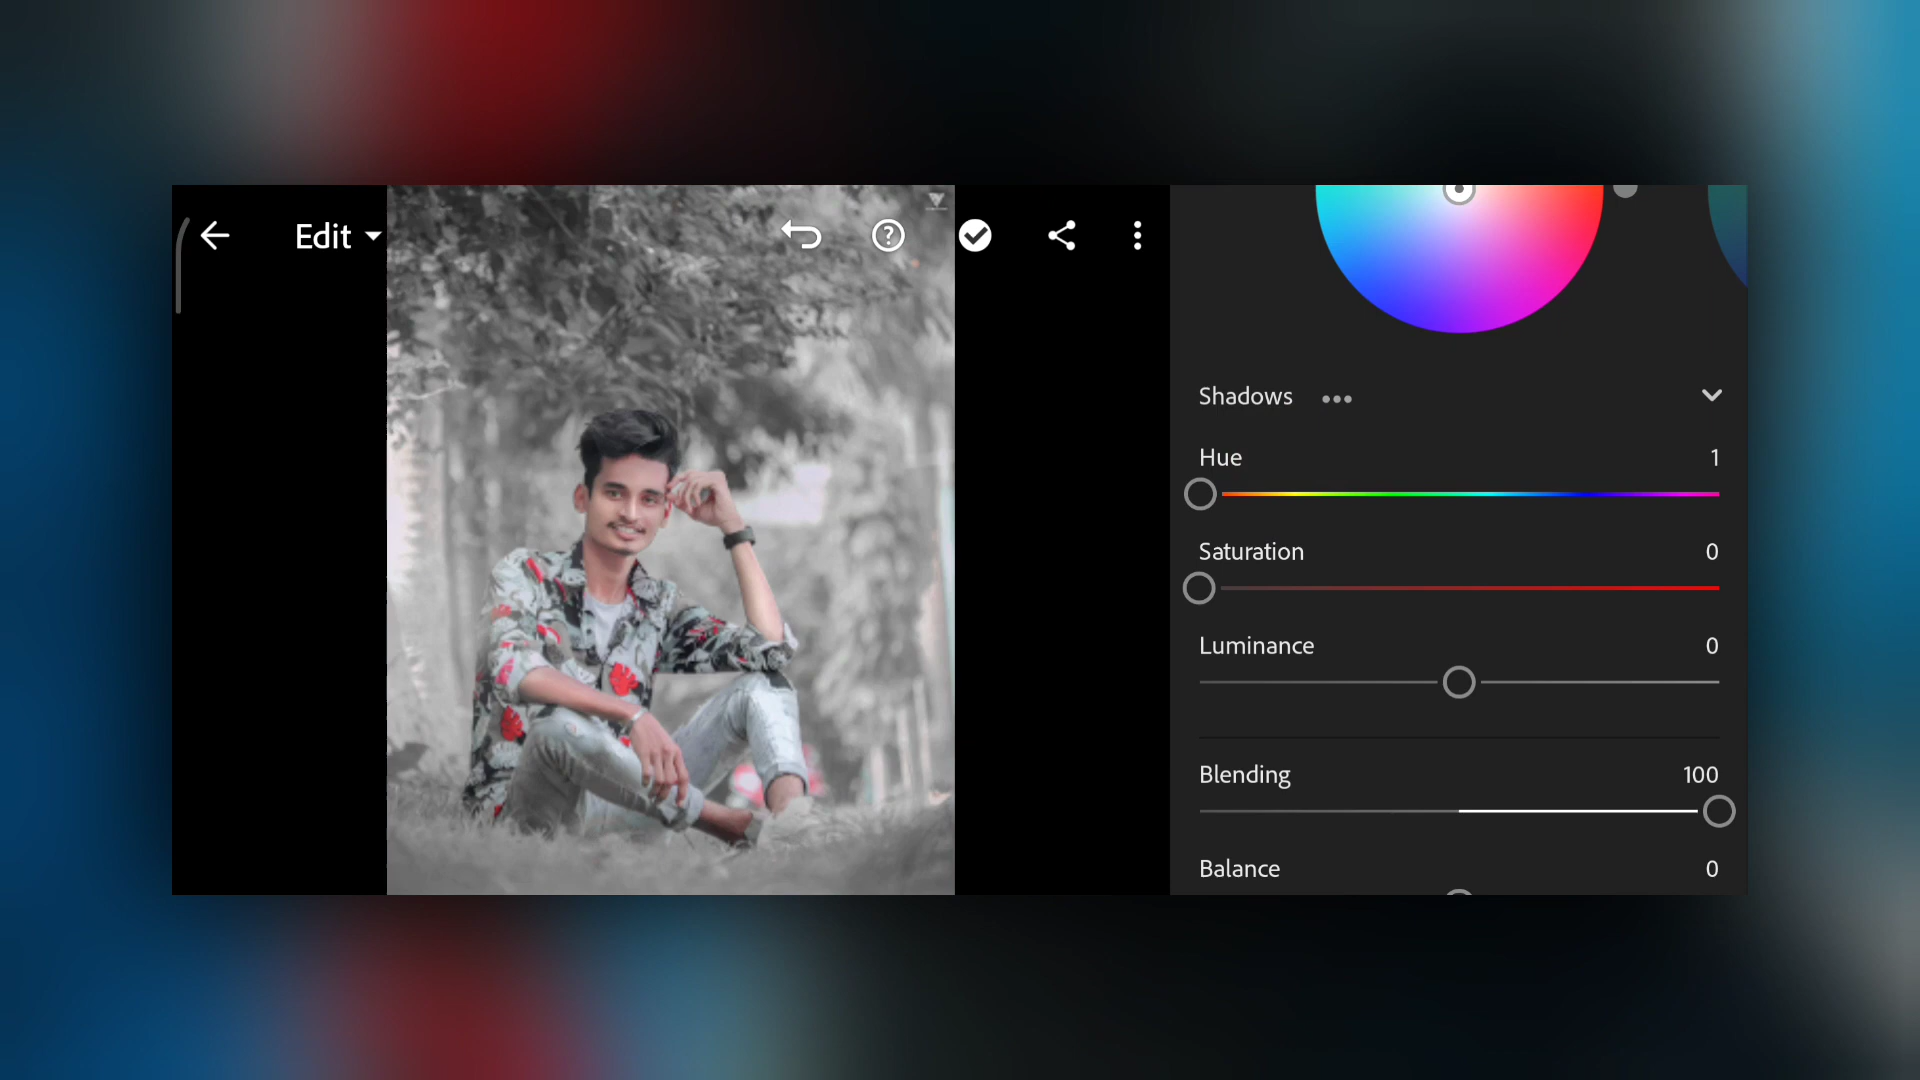 Edit
Shadows
Hue 1
Saturation 0
Luminance 0
Blending 100
Balance 0